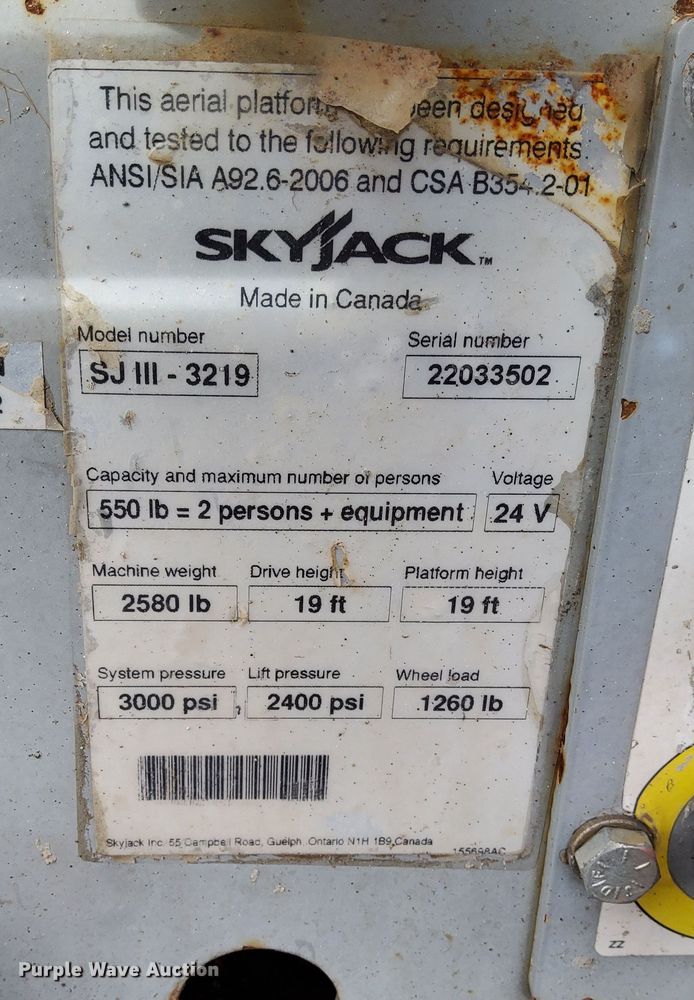 This aerial platform been designed
and tested to the following requirements:
ANSI/SIA A92.6-2006 and CSA B354.2-01
SKYJACK™
Made in Canada
Model number
SJ III - 3219
Serial number
22033502
Capacity and maximum number of persons
550 lb = 2 persons + equipment
Voltage
24 V
Machine weight
2580 lb
Drive height
19 ft
Platform height
19 ft
System pressure
3000 psi
Lift pressure
2400 psi
Wheel load
1260 lb
Skyjack Inc. 55 Campbell Road, Guelph, Ontario N1H 1B9 Canada
155698AC
ZZ
Purple Wave Auction